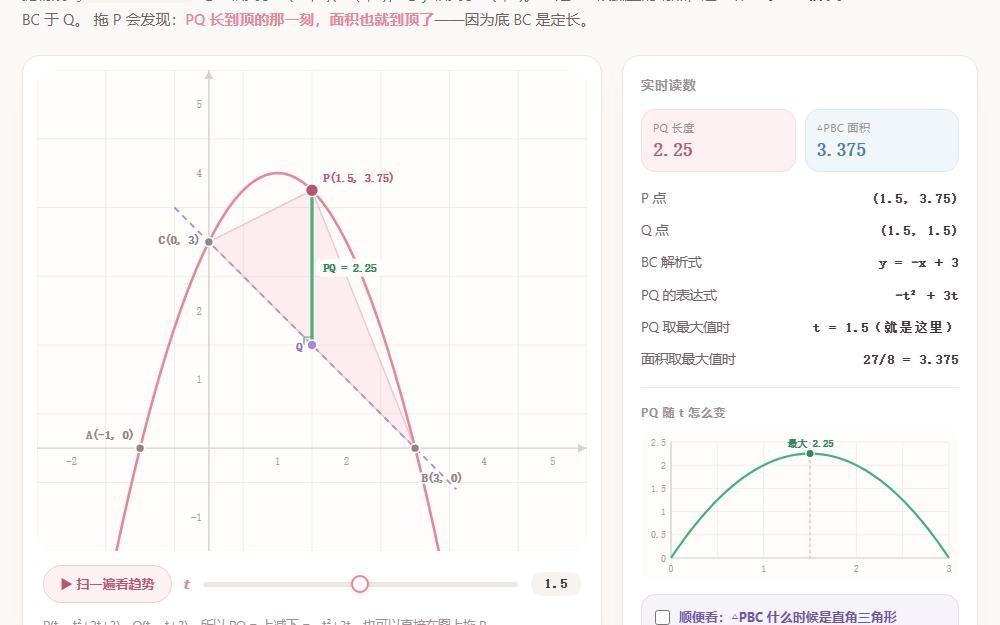 BC 于 Q。 拖 P 会发现：PQ 长到顶的那一刻，面积也就到顶了——因为底 BC 是定长。
5
4
2
1
-1
-2
1
2
4
5
P(1.5, 3.75)
C(0, 3)
PQ = 2.25
Q
A(-1, 0)
B(3, 0)
▶ 扫一遍看趋势
t
1.5
实时读数
PQ 长度
2.25
△PBC 面积
3.375
P 点 (1.5, 3.75)
Q 点 (1.5, 1.5)
BC 解析式 y = -x + 3
PQ 的表达式 -t² + 3t
PQ 取最大值时 t = 1.5（就是这里）
面积取最大值时 27/8 = 3.375
PQ 随 t 怎么变
最大 2.25
2.5
2
1.5
1
0.5
0
0 1 2 3
顺便看：△PBC 什么时候是直角三角形